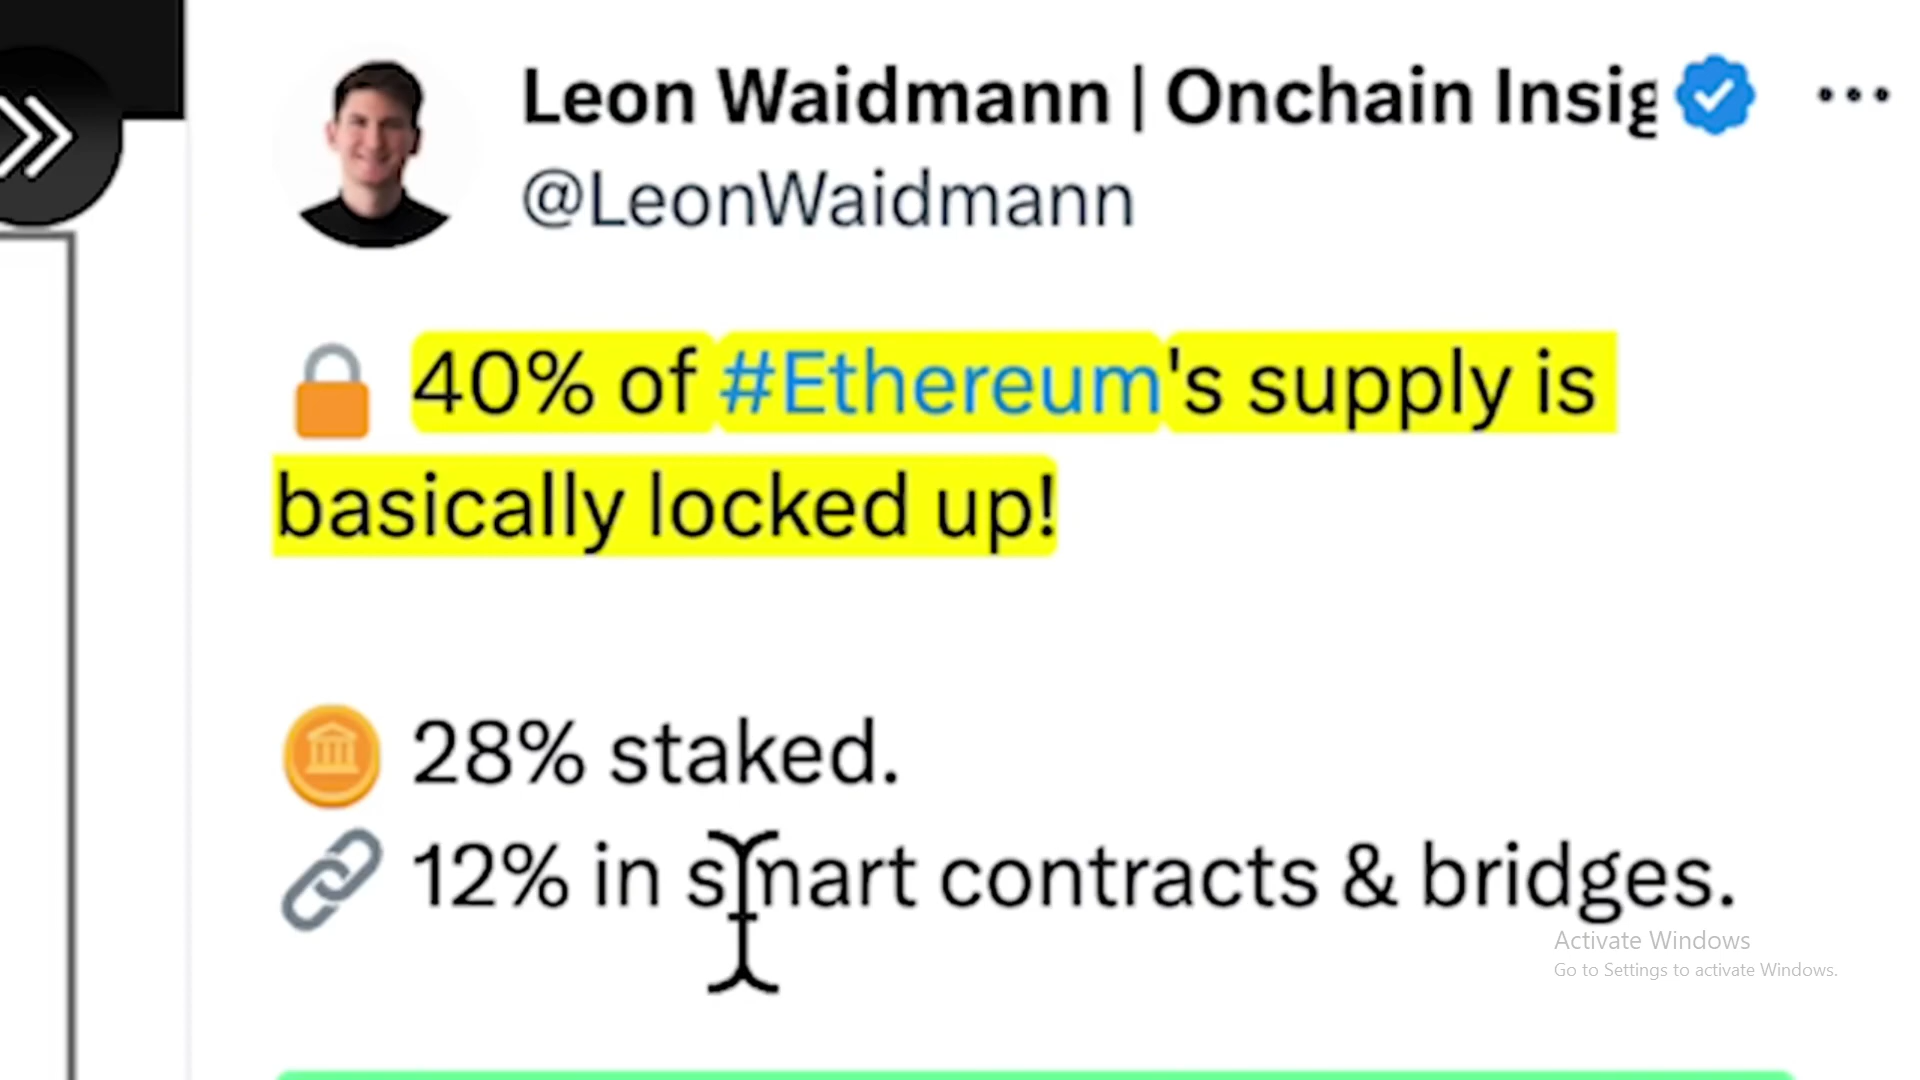 Leon Waidmann | Onchain Insig
@LeonWaidmann
🔒 40% of #Ethereum's supply is
basically locked up!
28% staked.
🔗 12% in smart contracts & bridges.
Activate Windows
Go to Settings to activate Windows.